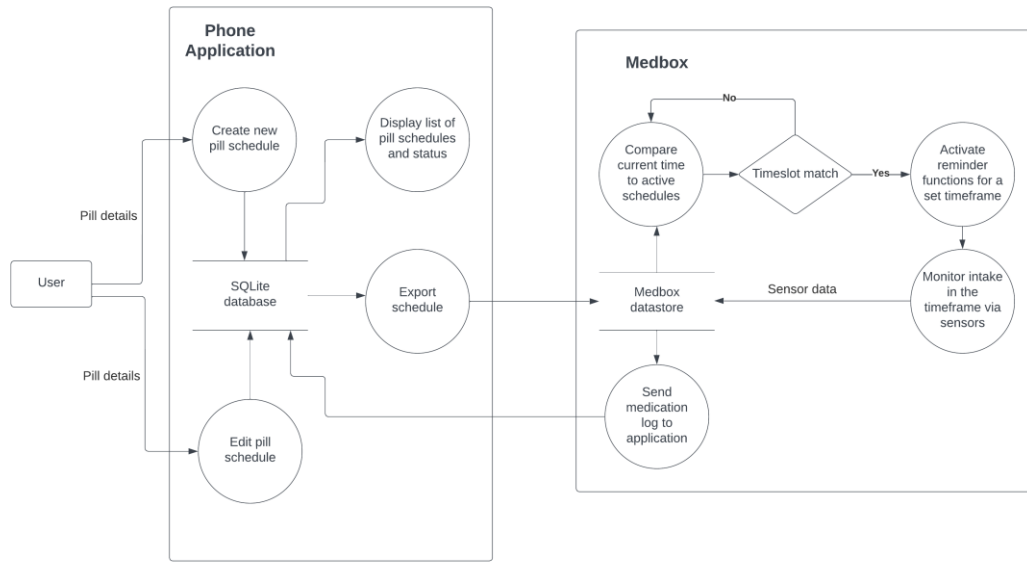 Phone
Application
Medbox
Create new
pill schedule
Display list of
pill schedules
and status
No
Compare
current time
to active
schedules
Timeslot match
Yes
Activate
reminder
functions for a
set timeframe
Pill details
User
SQLite
database
Export
schedule
Medbox
datastore
Sensor data
Monitor intake
in the
timeframe via
sensors
Pill details
Edit pill
schedule
Send
medication
log to
application